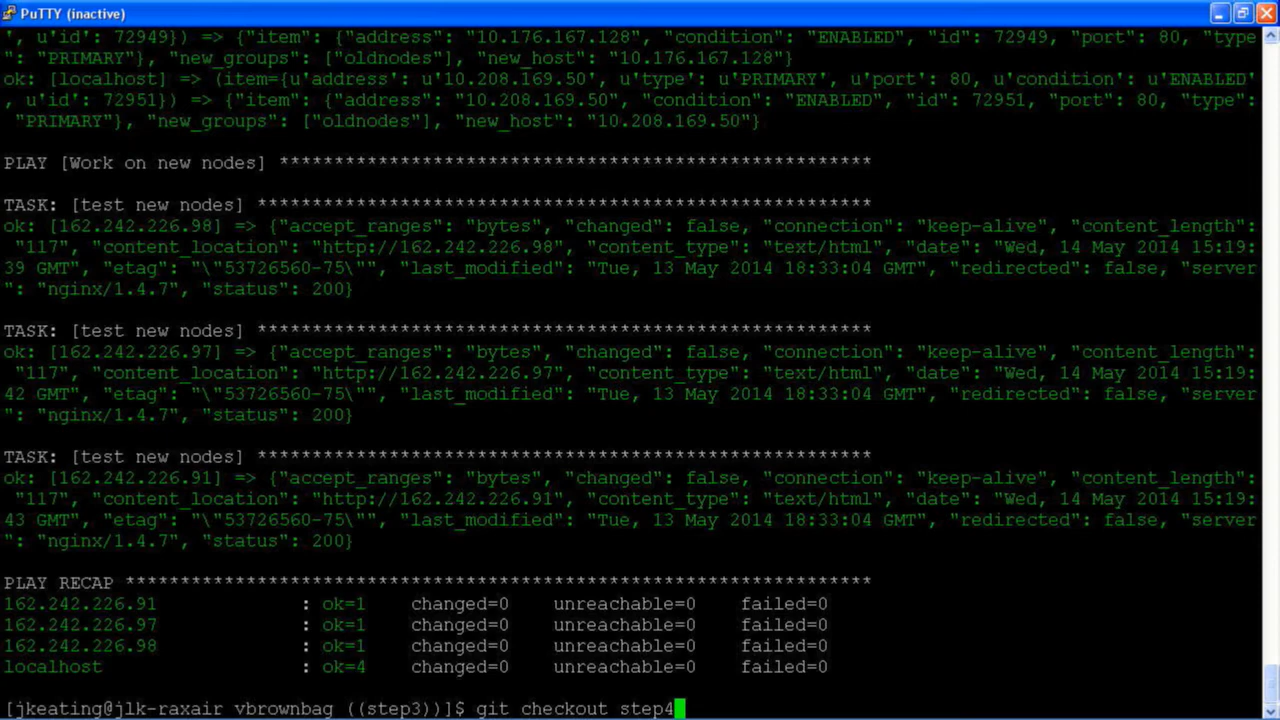 PuTTY (inactive)
', u'id': 72949}) => {"item": {"address": "10.176.167.128", "condition": "ENABLED", "id": 72949, "port": 80, "type
": "PRIMARY"}, "new_groups": ["oldnodes"], "new_host": "10.176.167.128"}
ok: [localhost] => (item={u'address': u'10.208.169.50', u'type': u'PRIMARY', u'port': 80, u'condition': u'ENABLED'
, u'id': 72951}) => {"item": {"address": "10.208.169.50", "condition": "ENABLED", "id": 72951, "port": 80, "type":
"PRIMARY"}, "new_groups": ["oldnodes"], "new_host": "10.208.169.50"}
PLAY [Work on new nodes] ******************************************************
TASK: [test new nodes] ********************************************************
ok: [162.242.226.98] => {"accept_ranges": "bytes", "changed": false, "connection": "keep-alive", "content_length":
"117", "content_location": "http://162.242.226.98", "content_type": "text/html", "date": "Wed, 14 May 2014 15:19:
39 GMT", "etag": "\"53726560-75\"", "last_modified": "Tue, 13 May 2014 18:33:04 GMT", "redirected": false, "server
": "nginx/1.4.7", "status": 200}
TASK: [test new nodes] ********************************************************
ok: [162.242.226.97] => {"accept_ranges": "bytes", "changed": false, "connection": "keep-alive", "content_length":
"117", "content_location": "http://162.242.226.97", "content_type": "text/html", "date": "Wed, 14 May 2014 15:19:
42 GMT", "etag": "\"53726560-75\"", "last_modified": "Tue, 13 May 2014 18:33:04 GMT", "redirected": false, "server
": "nginx/1.4.7", "status": 200}
TASK: [test new nodes] ********************************************************
ok: [162.242.226.91] => {"accept_ranges": "bytes", "changed": false, "connection": "keep-alive", "content_length":
"117", "content_location": "http://162.242.226.91", "content_type": "text/html", "date": "Wed, 14 May 2014 15:19:
43 GMT", "etag": "\"53726560-75\"", "last_modified": "Tue, 13 May 2014 18:33:04 GMT", "redirected": false, "server
": "nginx/1.4.7", "status": 200}
PLAY RECAP ********************************************************************
162.242.226.91 : ok=1 changed=0 unreachable=0 failed=0
162.242.226.97 : ok=1 changed=0 unreachable=0 failed=0
162.242.226.98 : ok=1 changed=0 unreachable=0 failed=0
localhost : ok=4 changed=0 unreachable=0 failed=0
[jkeating@jlk-raxair vbrownbag ((step3))]$ git checkout step4